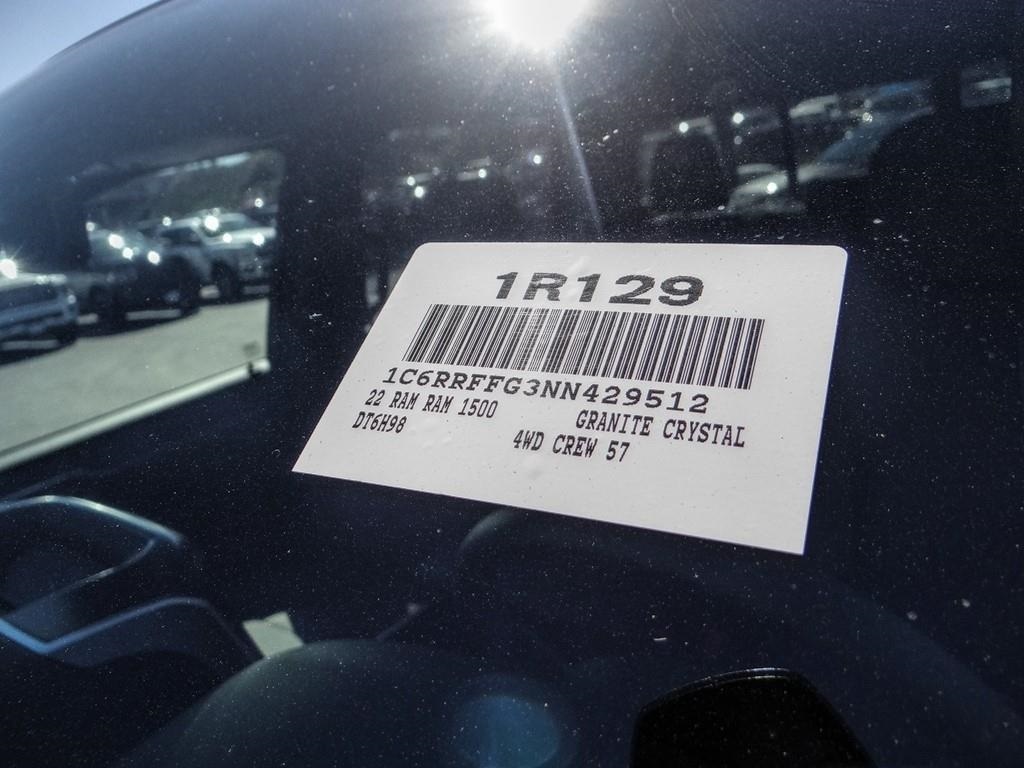 1R129
1C6RRFFG3NN429512
22 RAM RAM 1500 GRANITE CRYSTAL
DT6H98 4WD CREW 57